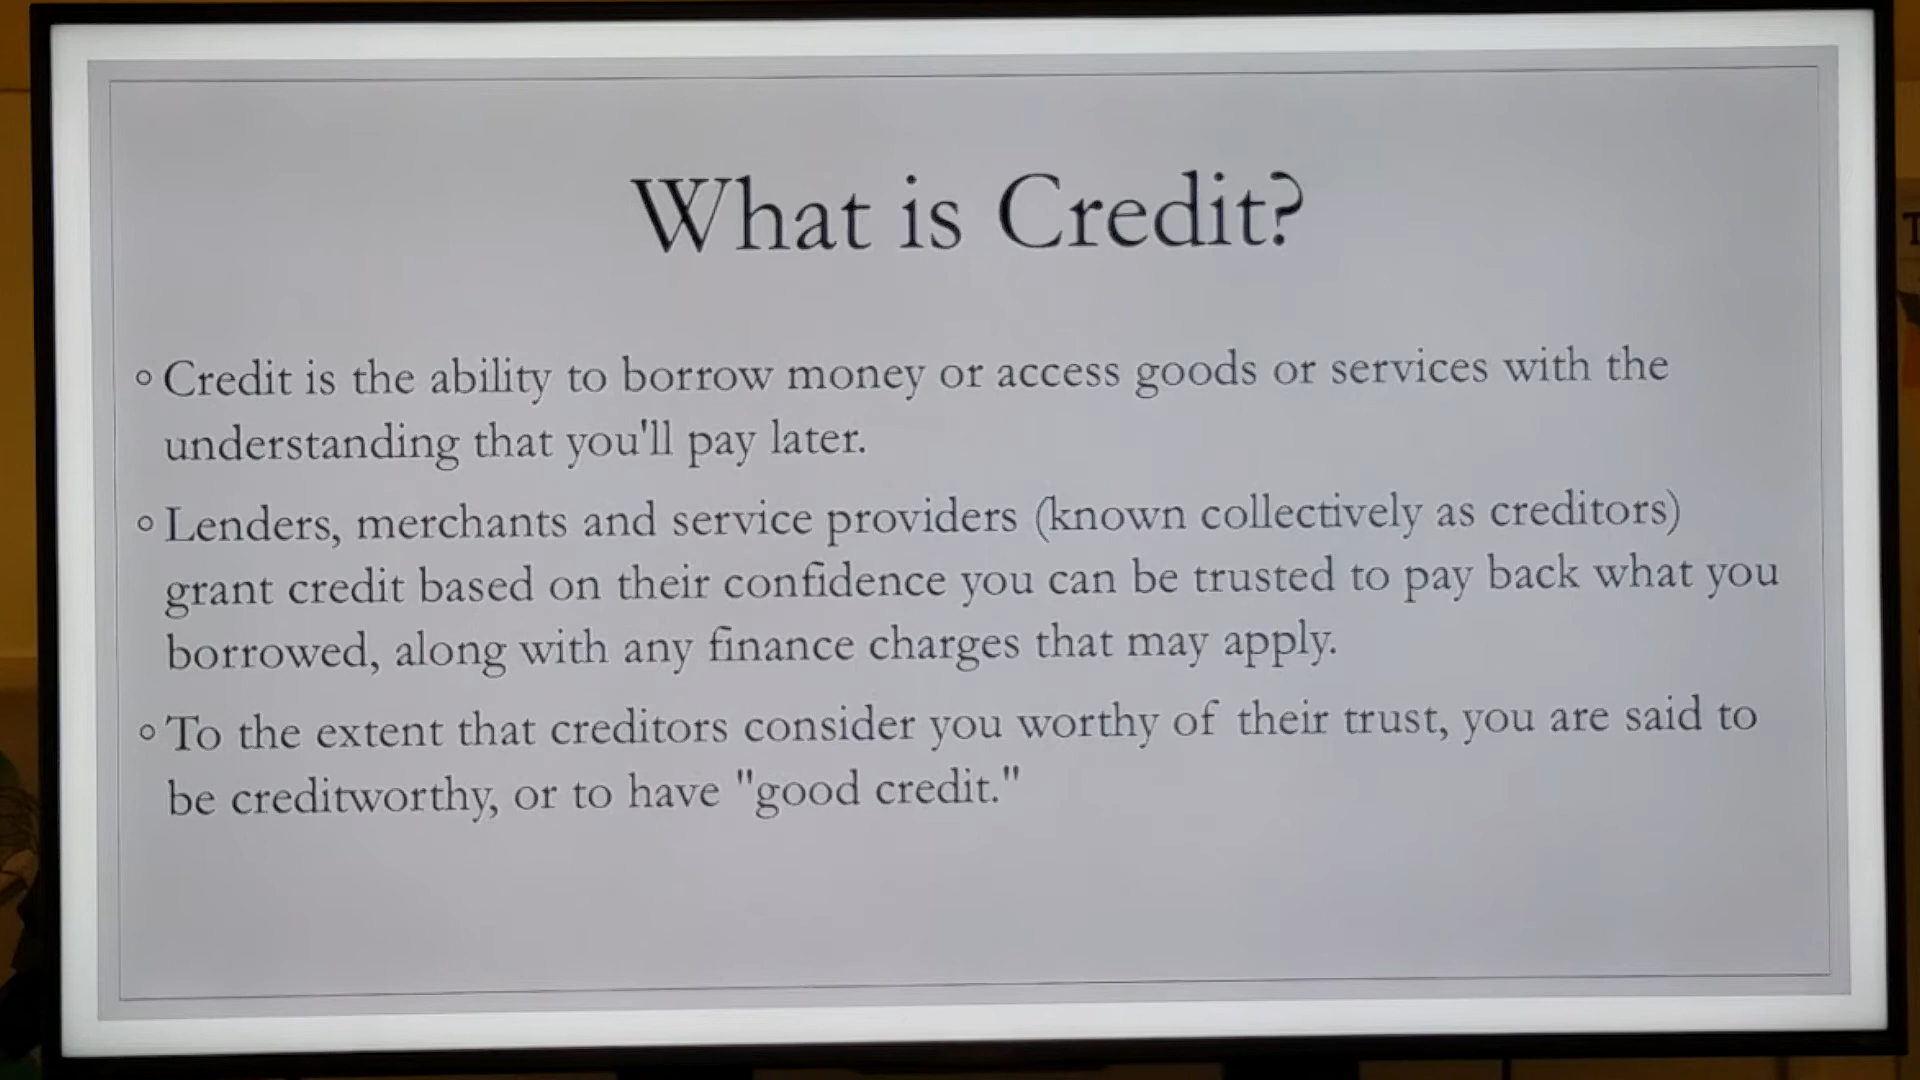 What is Credit?
Credit is the ability to borrow money or access goods or services with the
understanding that you'll pay later.
Lenders, merchants and service providers (known collectively as creditors)
grant credit based on their confidence you can be trusted to pay back what you
borrowed, along with any finance charges that may apply.
To the extent that creditors consider you worthy of their trust, you are said to
be creditworthy, or to have "good credit."